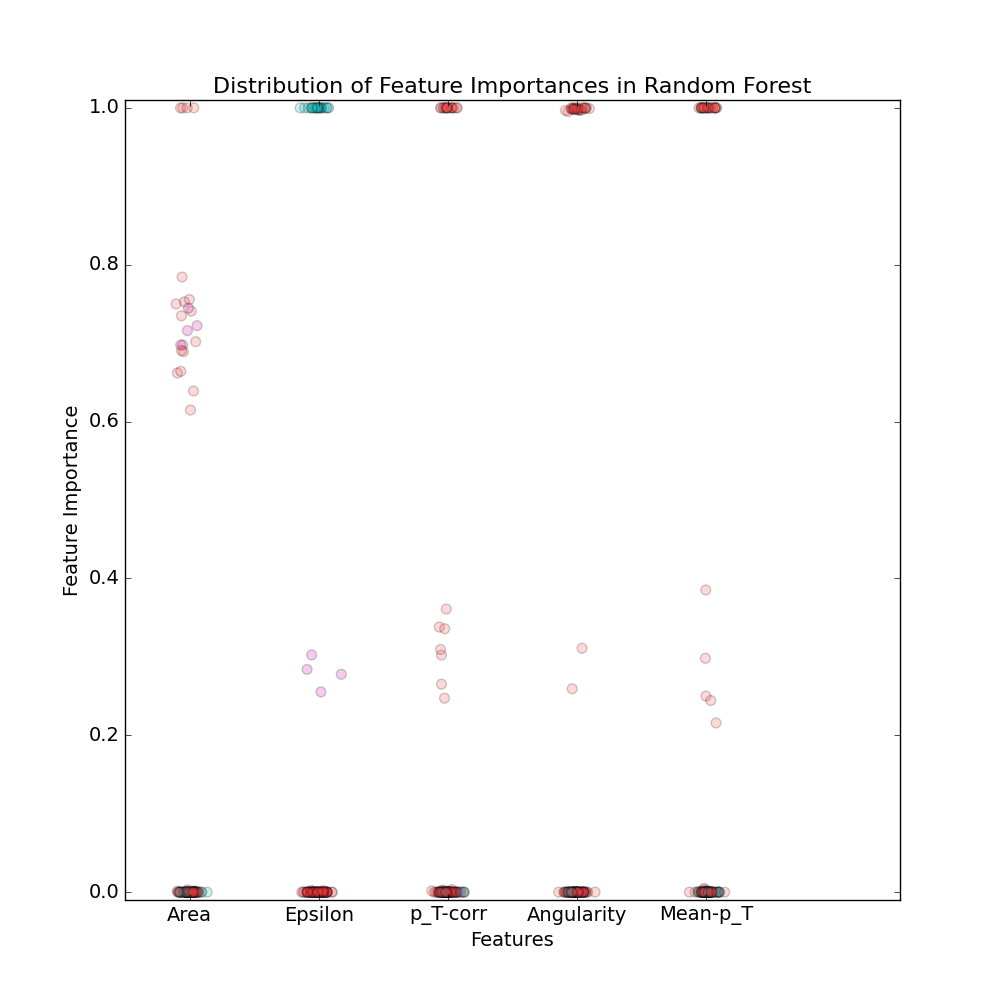 Distribution of Feature Importances in Random Forest
1.0
0.8
0.6
0.4
0.2
0.0
Feature Importance
Area Epsilon p_T-corr Angularity Mean-p_T
Features